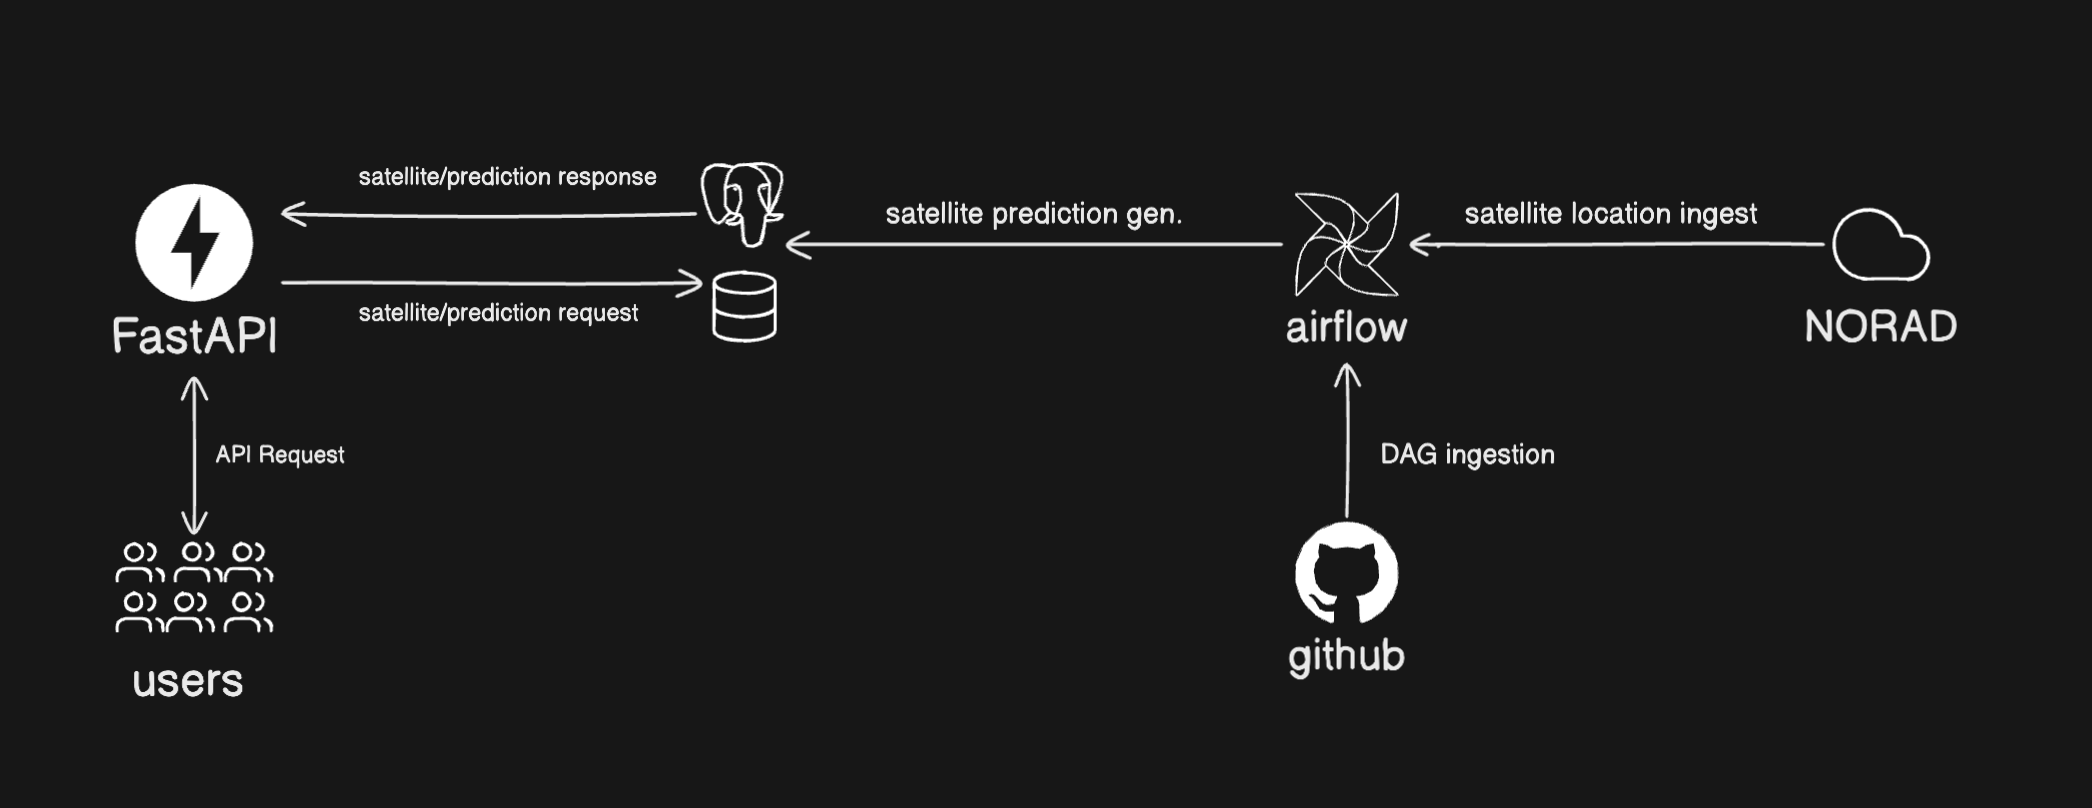 satellite/prediction response
satellite prediction gen.
satellite location ingest
FastAPI
satellite/prediction request
airflow
NORAD
API Request
DAG ingestion
users
github